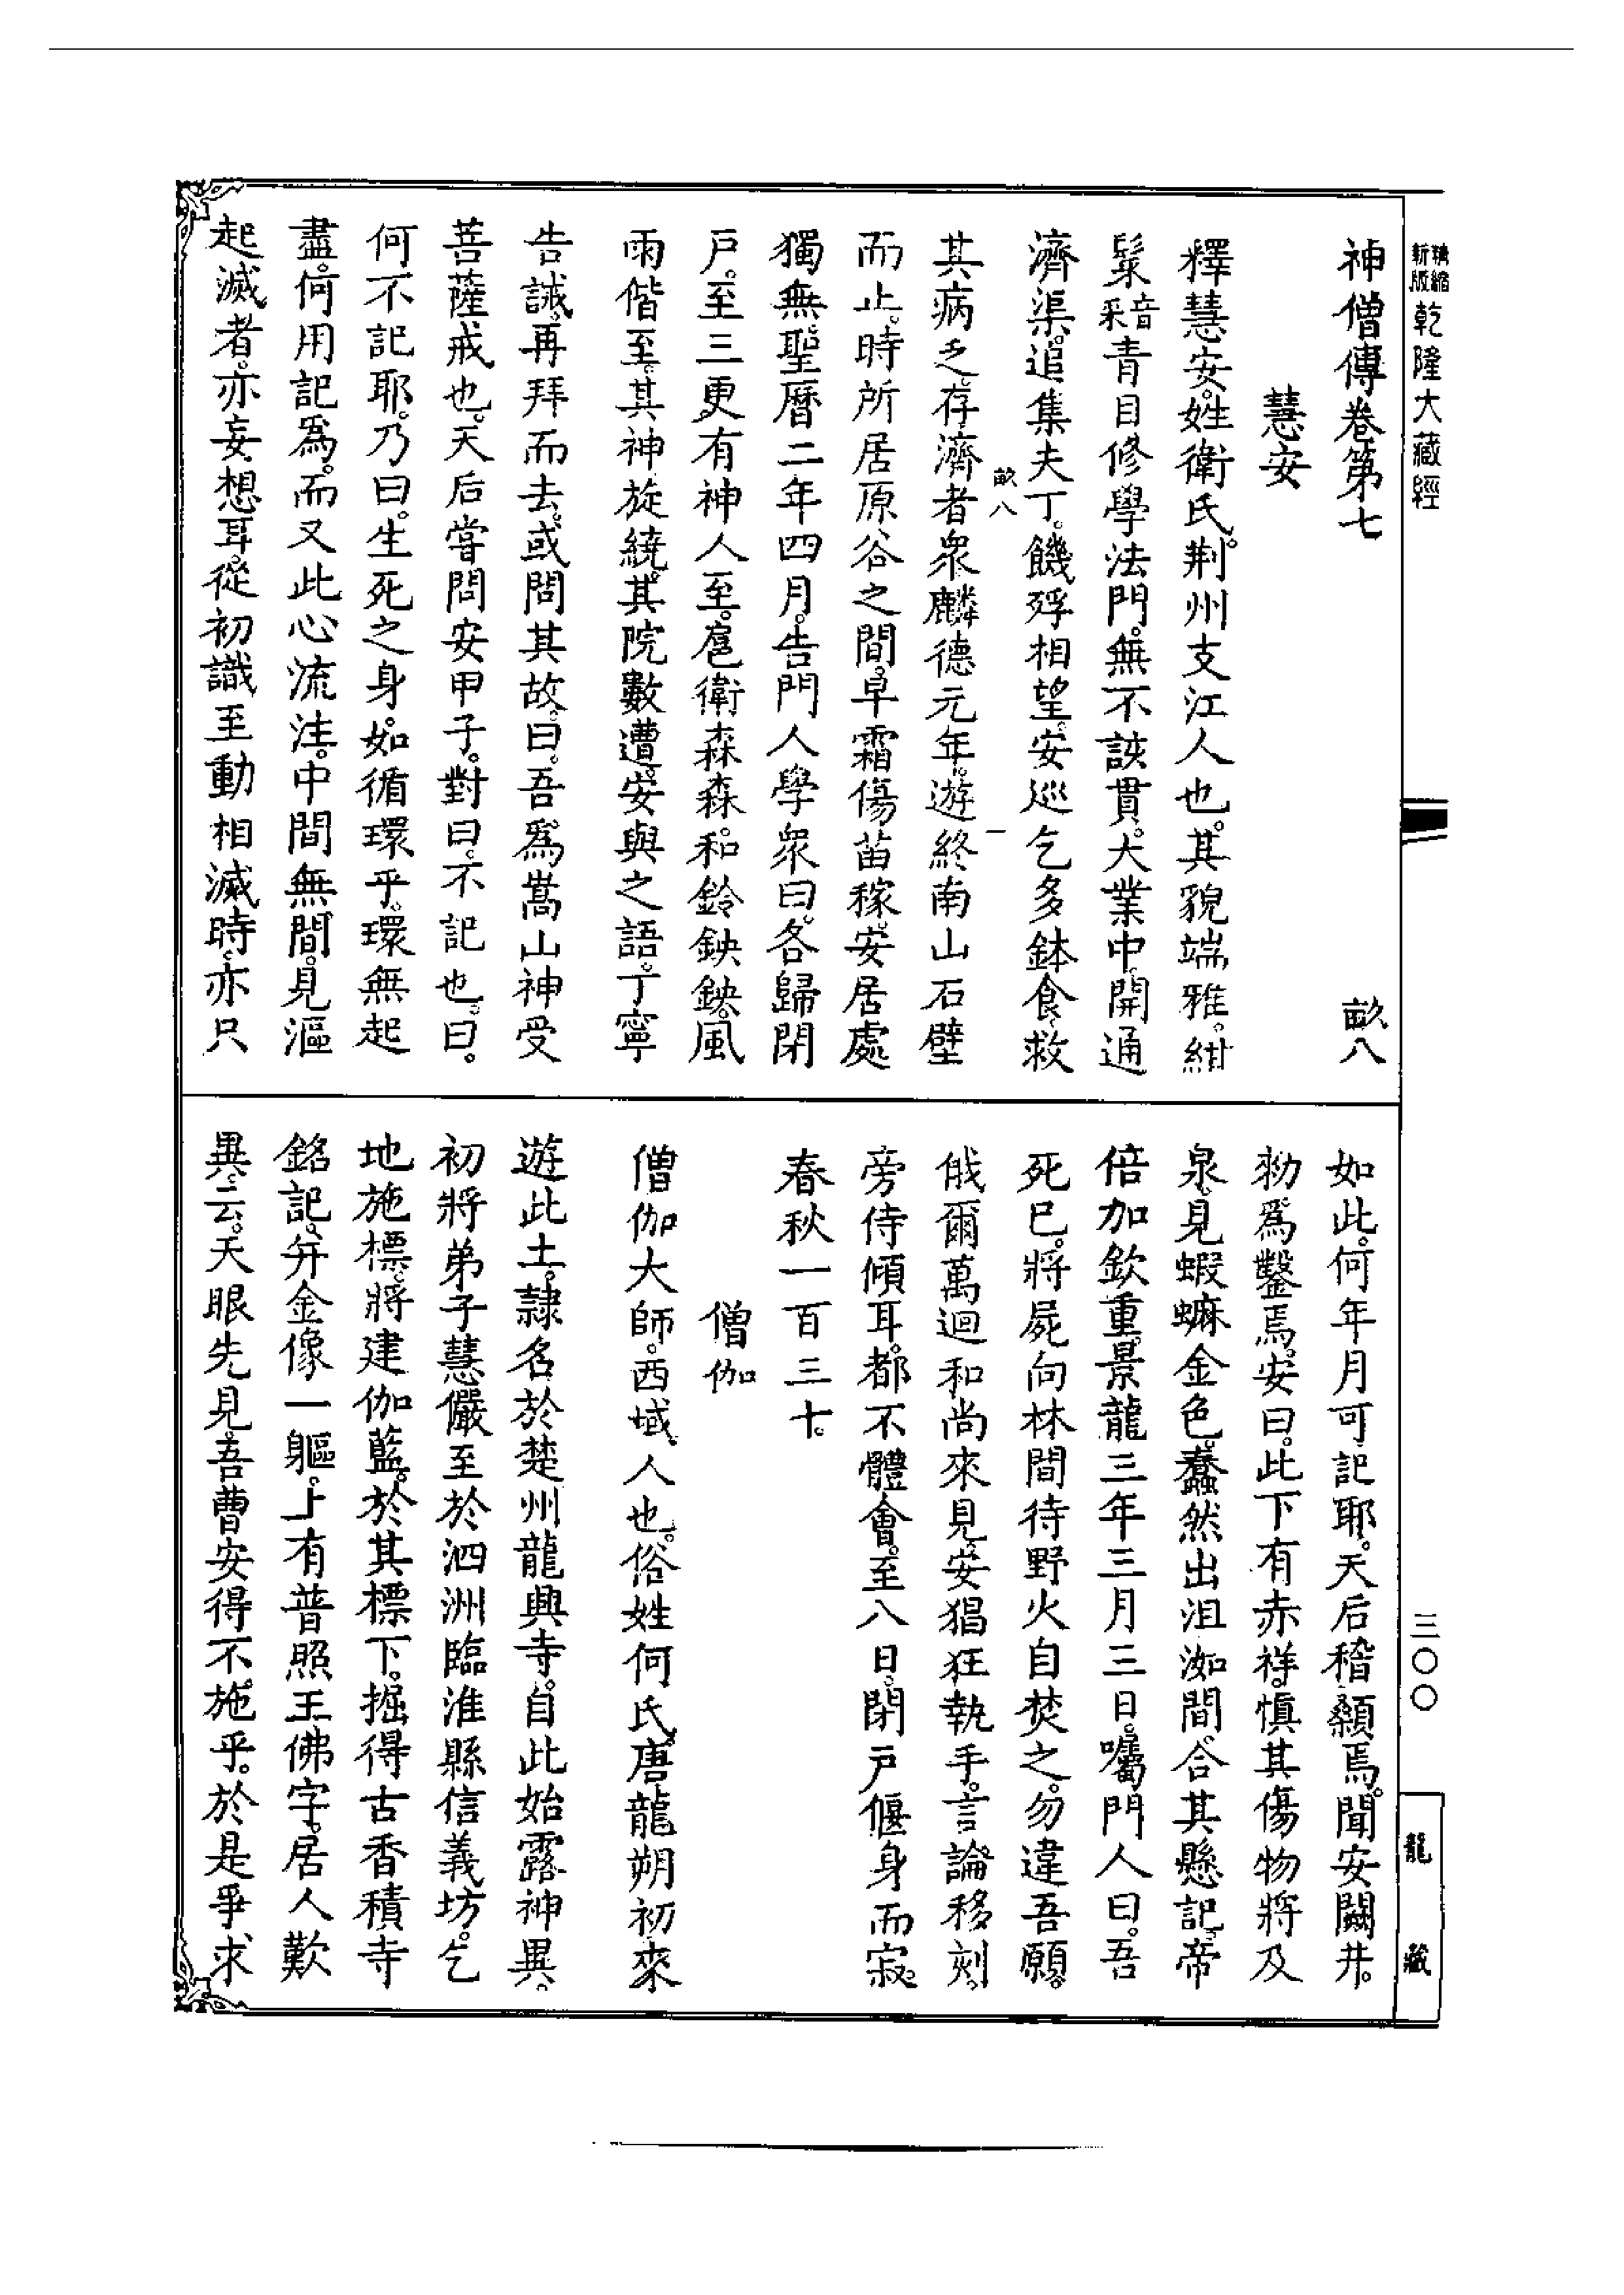 精縮新版乾隆大藏經
三〇〇
龍藏
神僧傳卷第七　畝八
慧安
釋慧安。姓衛氏。荆州支江人也。其貌端雅。紺
髮音釆青目修學法門。無不該貫。大業中。開通
濟渠。追集夫丁。饑殍相望。安巡乞多鉢食。救
畝八　一
其病乏。存濟者衆。麟德元年。遊終南山石壁
而止。時所居原谷之間。早霜傷苗稼。安居處
獨無。聖曆二年四月。告門人學衆曰。各歸閉
戸。至三更有神人至。扈衛森森。和鈴鉠鉠。風
雨偕至。其神旋繞。其院數遭。安與之語。丁寧
告誡。再拜而去。或問其故。曰。吾爲嵩山神受
菩薩戒也。天后嘗問安甲子。對曰。不記也。曰。
何不記耶。乃曰。生死之身。如循環乎。環無起
盡。何用記爲。而又此心流注。中間無間。見漚
起滅者。亦妄想耳。從初識至動相滅時。亦只
如此。何年月可記耶。天后稽顙焉。聞安闢井。
勑爲鑿焉。安曰。此下有赤祥。慎其傷物將及
泉。見蝦蟆金色。蠢然出沮洳間。合其懸記。帝
倍加欽重。景龍三年三月三日。囑門人曰。吾
死已。將屍向林間待野火自焚之。勿違吾願。
俄爾萬迴和尚來見安猖狂執手。言論移刻。
旁侍傾耳。都不體會。至八日。閉戸偃身而寂。
春秋一百三十。
僧伽
僧伽大師。西域人也。俗姓何氏。唐龍朔初來
遊此土。隸名於楚州龍興寺。自此始露神異。
初將弟子慧儼至於泗洲臨淮縣信義坊。乞
地施標。將建伽藍。於其標下。掘得古香積寺
銘記。并金像一軀。上有普照王佛字。居人歎
異。云。天眼先見。吾曹安得不施乎。於是爭求